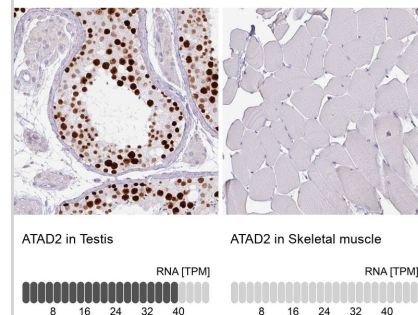 ATAD2 in Testis
RNA [TPM]
8 16 24 32 40
ATAD2 in Skeletal muscle
RNA [TPM]
8 16 24 32 40